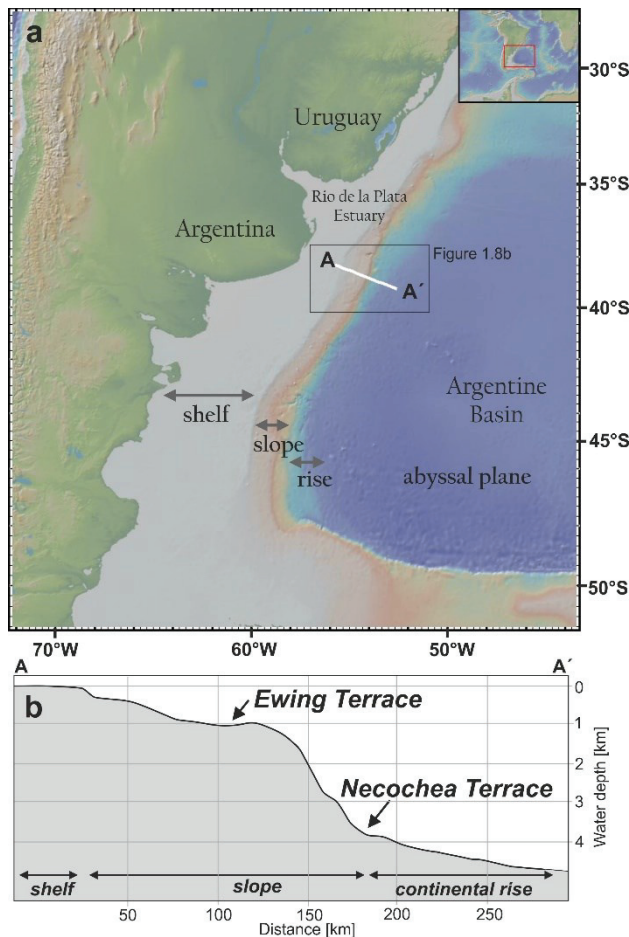 a
Uruguay
30°S
Rio de la Plata
Estuary
35°S
Argentina
A
Figure 1.8b
A´
40°S
Argentine
Basin
shelf
slope
45°S
rise
abyssal plane
50°S
70°W
60°W
50°W
A
A´
b
0
Ewing Terrace
1
2
Necochea Terrace
3
4
Water depth [km]
shelf
slope
continental rise
50
100
150
200
250
Distance [km]